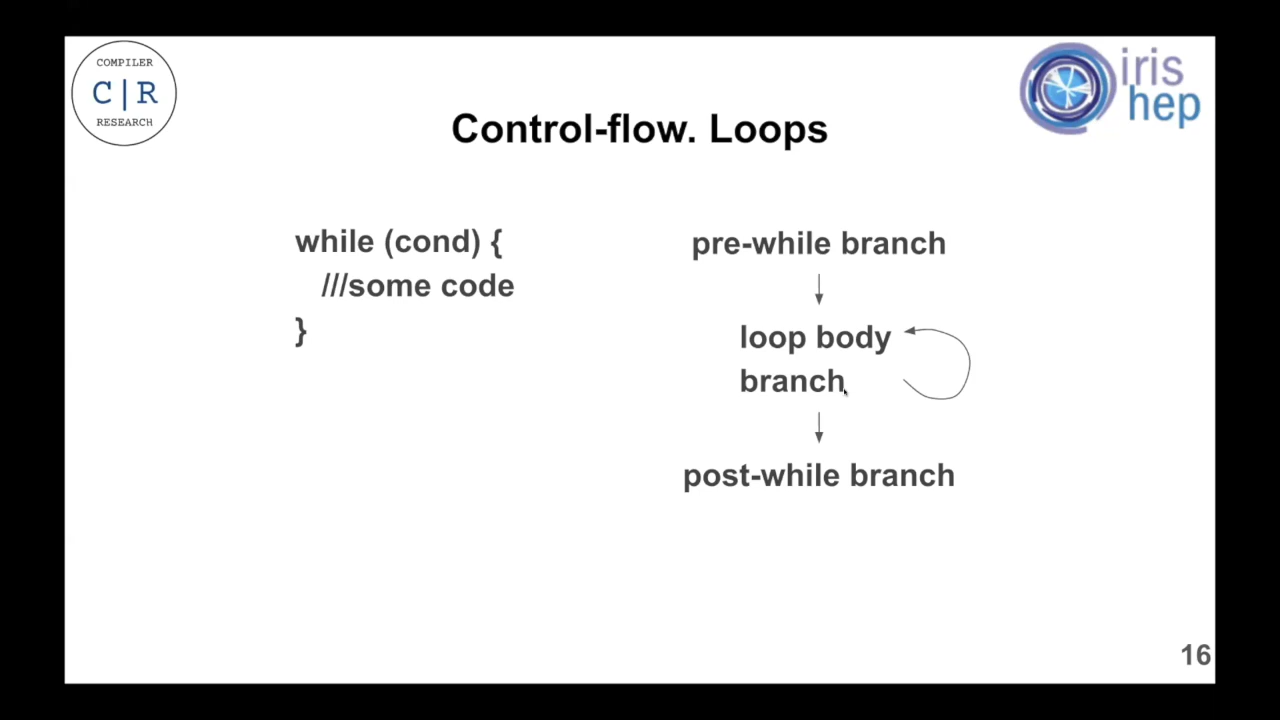 COMPILER
C|R
RESEARCH
iris
hep
Control-flow. Loops
while (cond) {
///some code
}
pre-while branch
loop body
branch
post-while branch
16